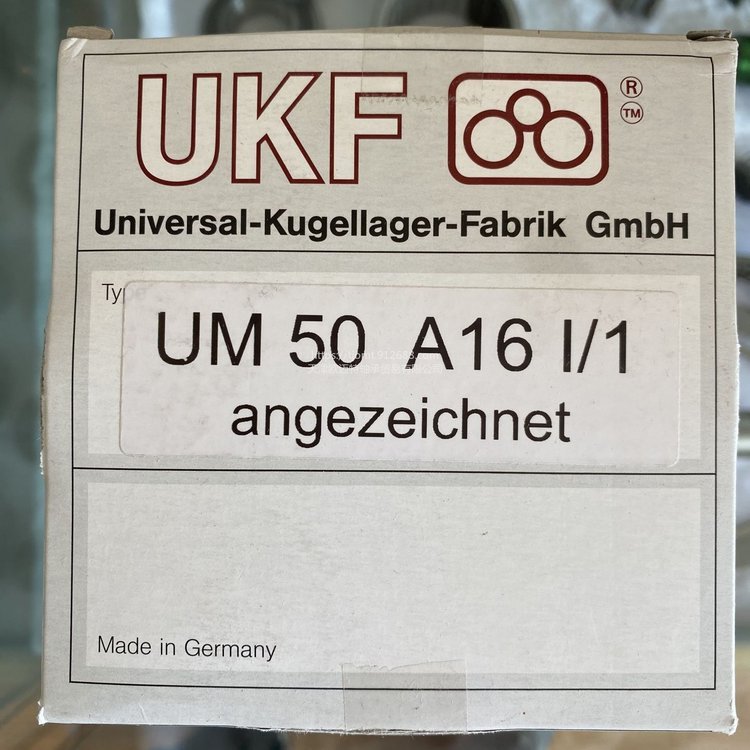 UKF
®
TM
Universal-Kugellager-Fabrik GmbH
Ty
UM 50 A16 I/1
angezeichnet
Made in Germany